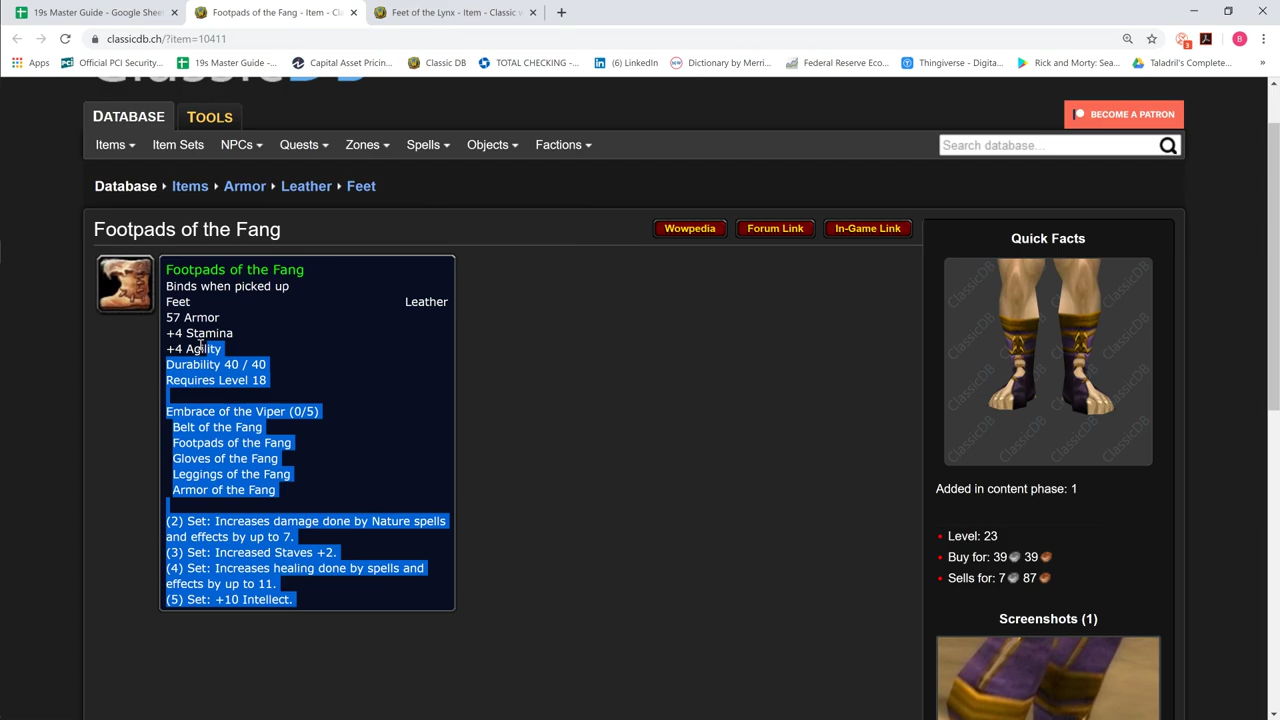 19s Master Guide - Google Shee
Footpads of the Fang - Item - Cla
Feet of the Lynx - Item - Classic w
classicdb.ch/?item=10411
3
B
Apps
Official PCI Security...
19s Master Guide -...
Capital Asset Pricin...
Classic DB
TOTAL CHECKING -...
(6) LinkedIn
Dictionary by Merri...
Federal Reserve Eco...
Thingiverse - Digita...
Rick and Morty: Sea...
Taladril's Complete...
DATABASE
TOOLS
BECOME A PATRON
Items
Item Sets
NPCs
Quests
Zones
Spells
Objects
Factions
Search database...
Database
Items
Armor
Leather
Feet
Footpads of the Fang
Wowpedia
Forum Link
In-Game Link
Footpads of the Fang
Binds when picked up
Feet Leather
57 Armor
+4 Stamina
+4 Agility
Durability 40 / 40
Requires Level 18
Embrace of the Viper (0/5)
Belt of the Fang
Footpads of the Fang
Gloves of the Fang
Leggings of the Fang
Armor of the Fang
(2) Set: Increases damage done by Nature spells
and effects by up to 7.
(3) Set: Increased Staves +2.
(4) Set: Increases healing done by spells and
effects by up to 11.
(5) Set: +10 Intellect.
Quick Facts
ClassicDB
ClassicDB
ClassicDB
ClassicDB
ClassicDB
ClassicDB
Added in content phase: 1
Level: 23
Buy for: 39 39
Sells for: 7 87
Screenshots (1)